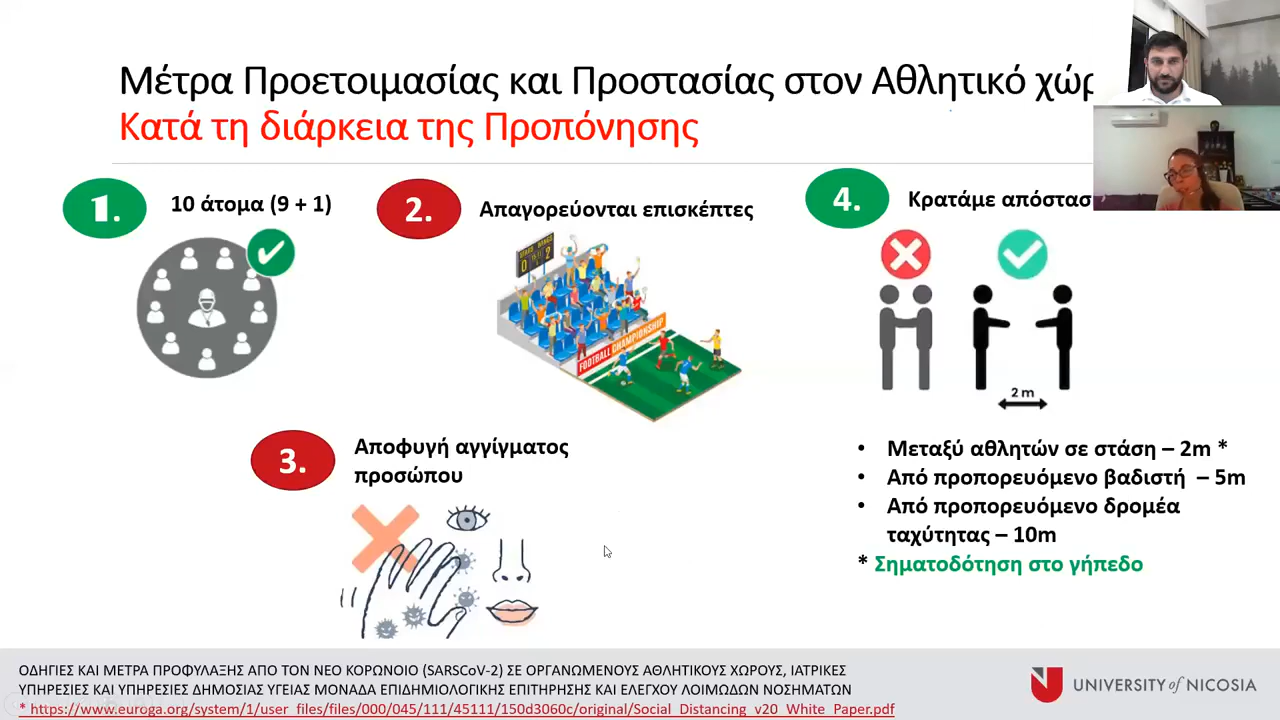 Μέτρα Προετοιμασίας και Προστασίας στον Αθλητικό
Κατά τη διάρκεια της Προπόνησης
1.
10 άτομα (9 + 1)
2.
Απαγορεύονται επισκέπτες
FOOTBALL CHAMPIONSHIP
3.
Αποφυγή αγγίγματος
προσώπου
4.
Κρατάμε
2 m
• Μεταξύ αθλητών σε στάση – 2m *
• Από προπορευόμενο βαδιστή – 5m
• Από προπορευόμενο δρομέα
ταχύτητας – 10m
* Σηματοδότηση στο γήπεδο
ΟΔΗΓΙΕΣ ΚΑΙ ΜΕΤΡΑ ΠΡΟΦΥΛΑΞΗΣ ΑΠΟ ΤΟΝ ΝΕΟ ΚΟΡΩΝΟΙΟ (SARSCoV-2) ΣΕ ΟΡΓΑΝΩΜΕΝΟΥΣ ΑΘΛΗΤΙΚΟΥΣ ΧΩΡΟΥΣ, ΙΑΤΡΙΚΕΣ
ΥΠΗΡΕΣΙΕΣ ΚΑΙ ΥΠΗΡΕΣΙΕΣ ΔΗΜΟΣΙΑΣ ΥΓΕΙΑΣ ΜΟΝΑΔΑ ΕΠΙΔΗΜΙΟΛΟΓΙΚΗΣ ΕΠΙΤΗΡΗΣΗΣ ΚΑΙ ΕΛΕΓΧΟΥ ΛΟΙΜΩΔΩΝ ΝΟΣΗΜΑΤΩΝ
* https://www.euroga.org/system/1/user_files/files/000/045/111/45111/150d3060c/original/Social_Distancing_v20_White_Paper.pdf
UNIVERSITY of NICOSIA